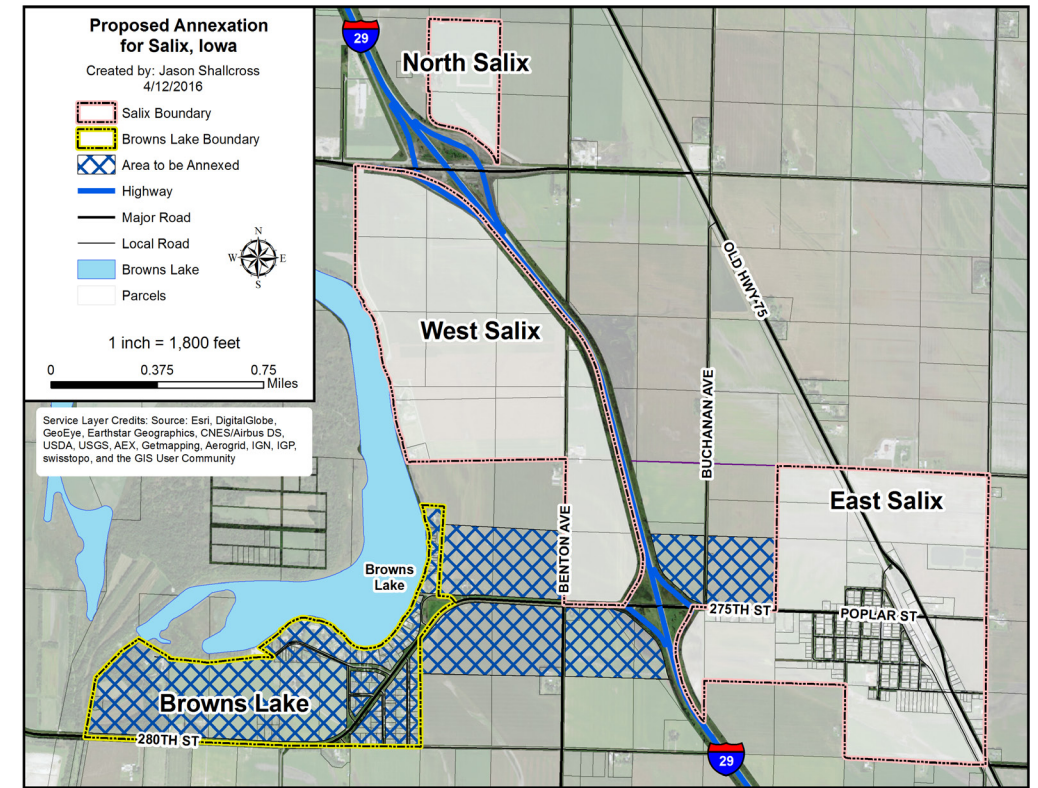 Proposed Annexation
for Salix, Iowa
Created by: Jason Shallcross
4/12/2016
Salix Boundary
Browns Lake Boundary
Area to be Annexed
Highway
Major Road
Local Road
Browns Lake
Parcels
N
W
E
S
1 inch = 1,800 feet
0
0.375
0.75
Miles
Service Layer Credits: Source: Esri, DigitalGlobe,
GeoEye, Earthstar Geographics, CNES/Airbus DS,
USDA, USGS, AEX, Getmapping, Aerogrid, IGN, IGP,
swisstopo, and the GIS User Community
29
North Salix
OLD HWY-75
West Salix
BUCHANAN AVE
East Salix
BENTON AVE
Browns
Lake
275TH ST
POPLAR ST
Browns Lake
280TH ST
29